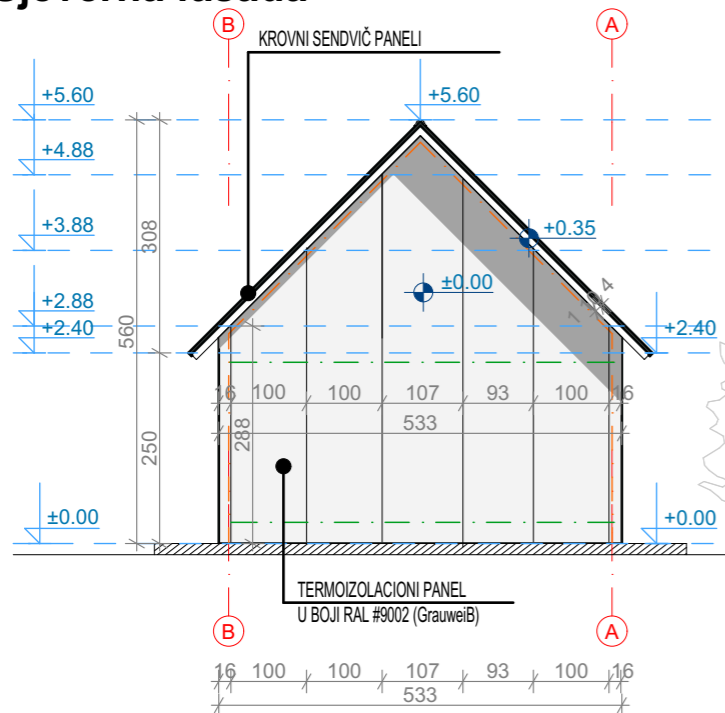 B
A
KROVNI SENDVIČ PANELI
+5.60
+5.60
+4.88
+3.88
+0.35
308
560
±0.00
+2.88
+2.40
+2.40
16 100 100 107 93 100 16
533
288
250
±0.00
+0.00
TERMOIZOLACIONI PANEL
U BOJI RAL #9002 (GrauweiB)
B
A
16 100 100 107 93 100 16
533